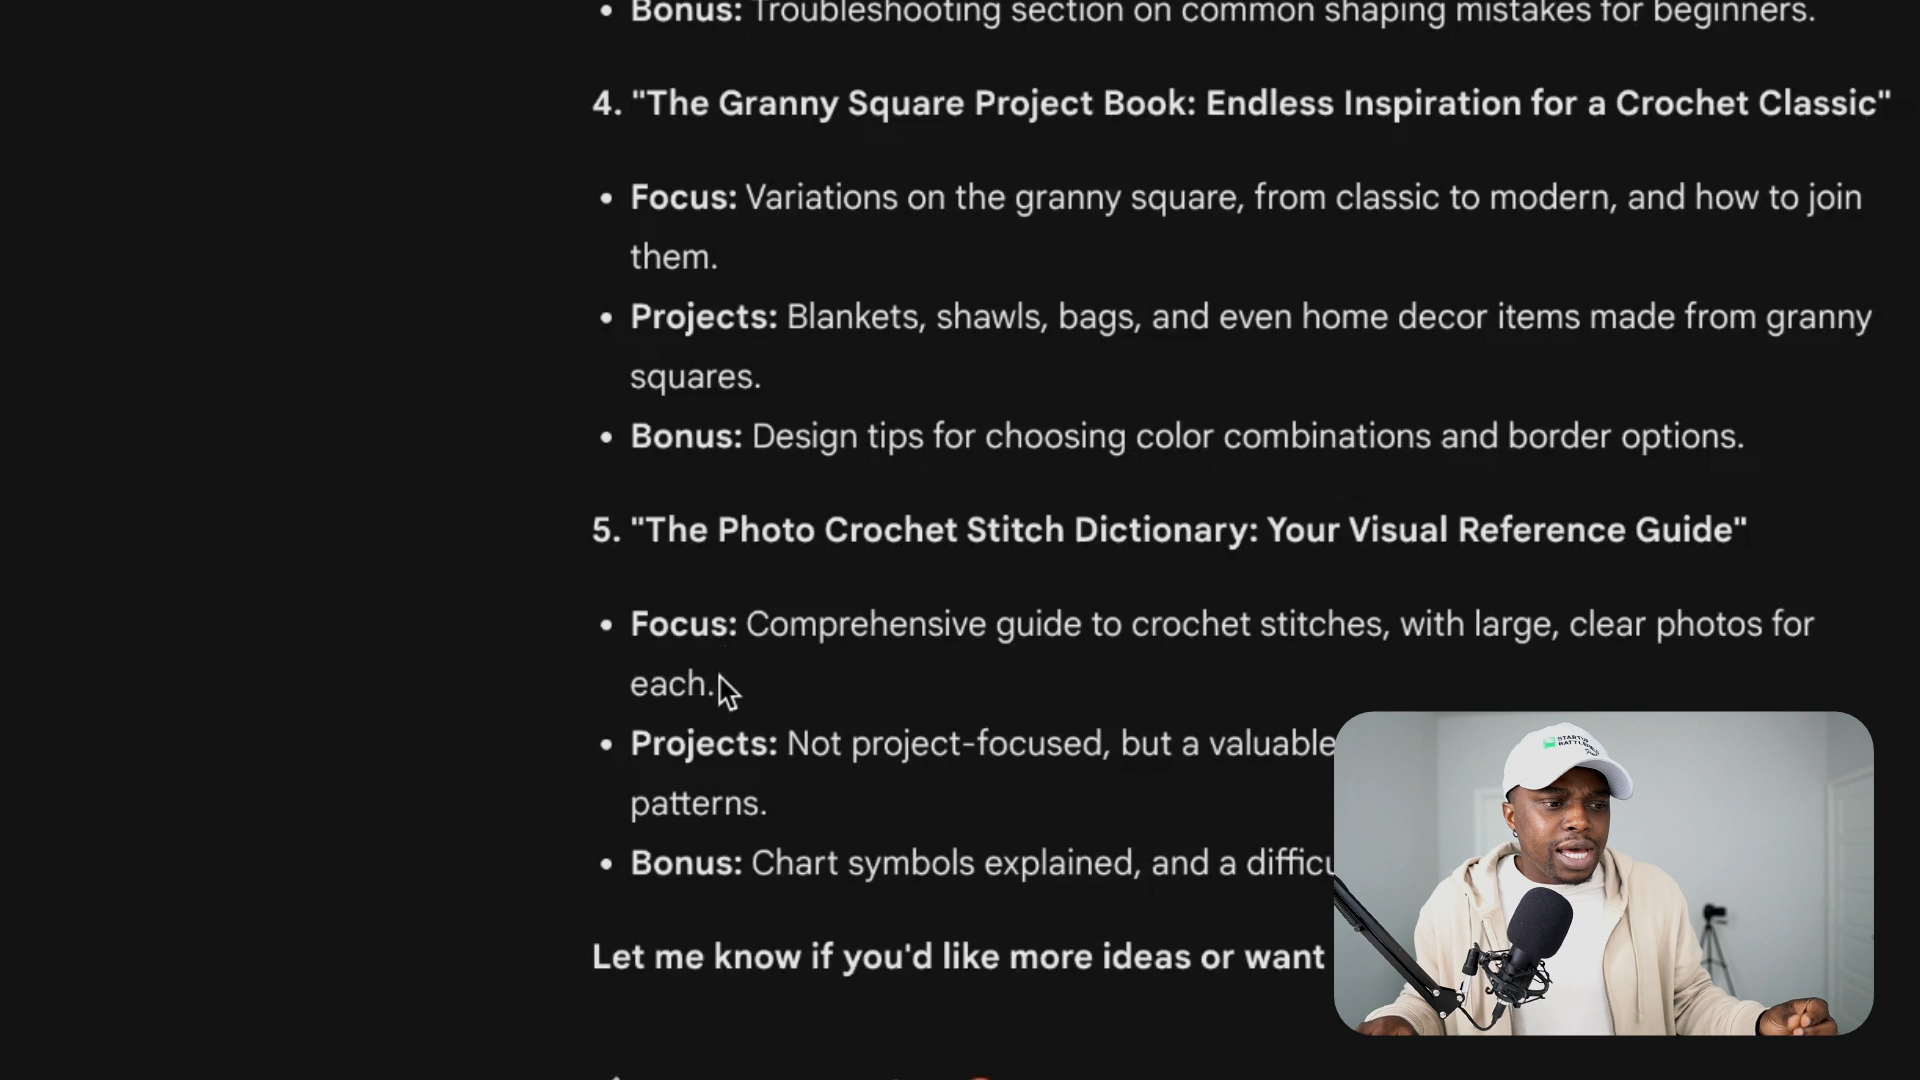 • Bonus: Troubleshooting section on common shaping mistakes for beginners.
4. "The Granny Square Project Book: Endless Inspiration for a Crochet Classic"
• Focus: Variations on the granny square, from classic to modern, and how to join
them.
• Projects: Blankets, shawls, bags, and even home decor items made from granny
squares.
• Bonus: Design tips for choosing color combinations and border options.
5. "The Photo Crochet Stitch Dictionary: Your Visual Reference Guide"
• Focus: Comprehensive guide to crochet stitches, with large, clear photos for
each.
• Projects: Not project-focused, but a valuable
patterns.
• Bonus: Chart symbols explained, and a
Let me know if you'd like more ideas or want
STARTUP
BATTLEFIELD